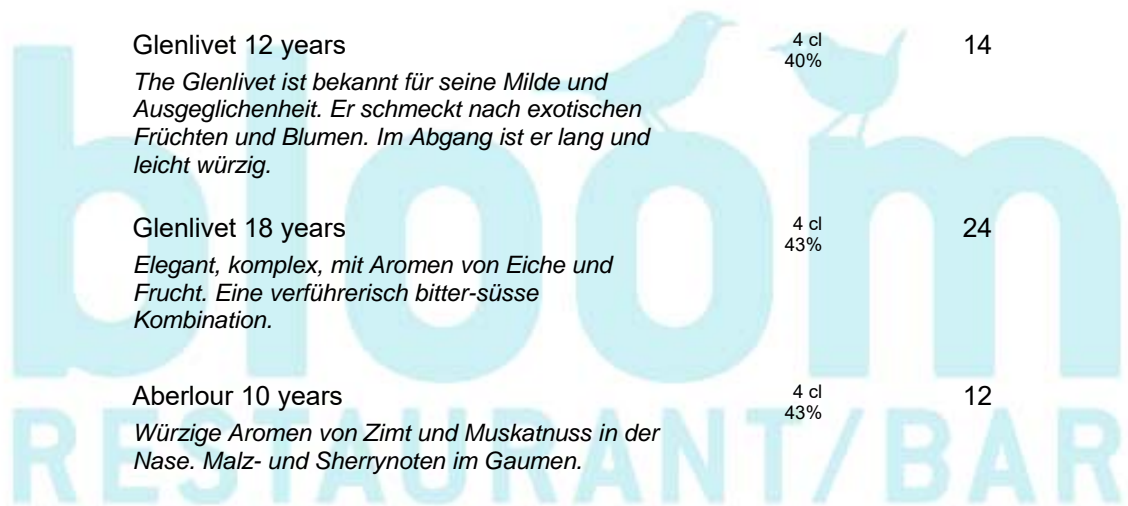 Glenlivet 12 years 4 cl 14
40%
The Glenlivet ist bekannt für seine Milde und
Ausgeglichenheit. Er schmeckt nach exotischen
Früchten und Blumen. Im Abgang ist er lang und
leicht würzig.
Glenlivet 18 years 4 cl 24
43%
Elegant, komplex, mit Aromen von Eiche und
Frucht. Eine verführerisch bitter-süsse
Kombination.
Aberlour 10 years 4 cl 12
43%
Würzige Aromen von Zimt und Muskatnuss in der
Nase. Malz- und Sherrynoten im Gaumen.
bloom
RESTAURANT/BAR